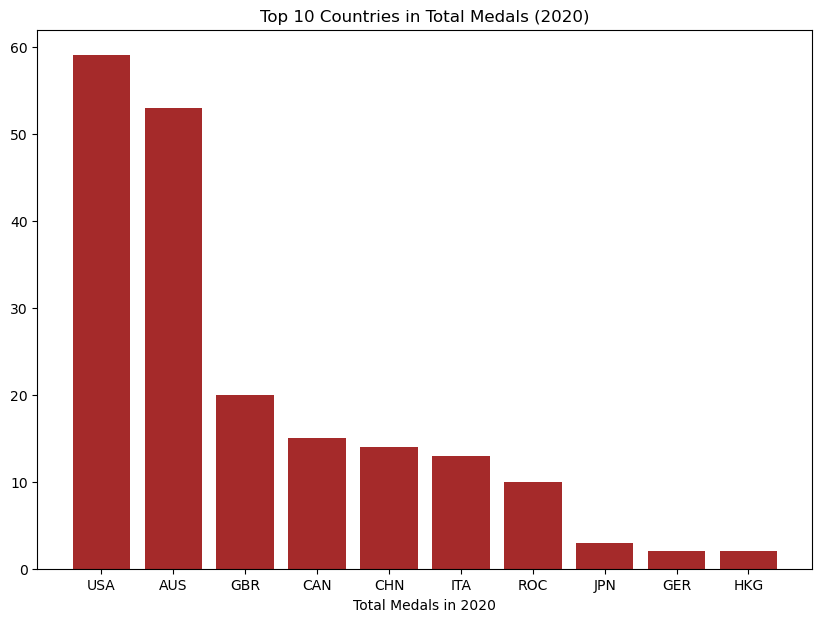 Top 10 Countries in Total Medals (2020)
60
50
40
30
20
10
0
USA AUS GBR CAN CHN ITA ROC JPN GER HKG
Total Medals in 2020